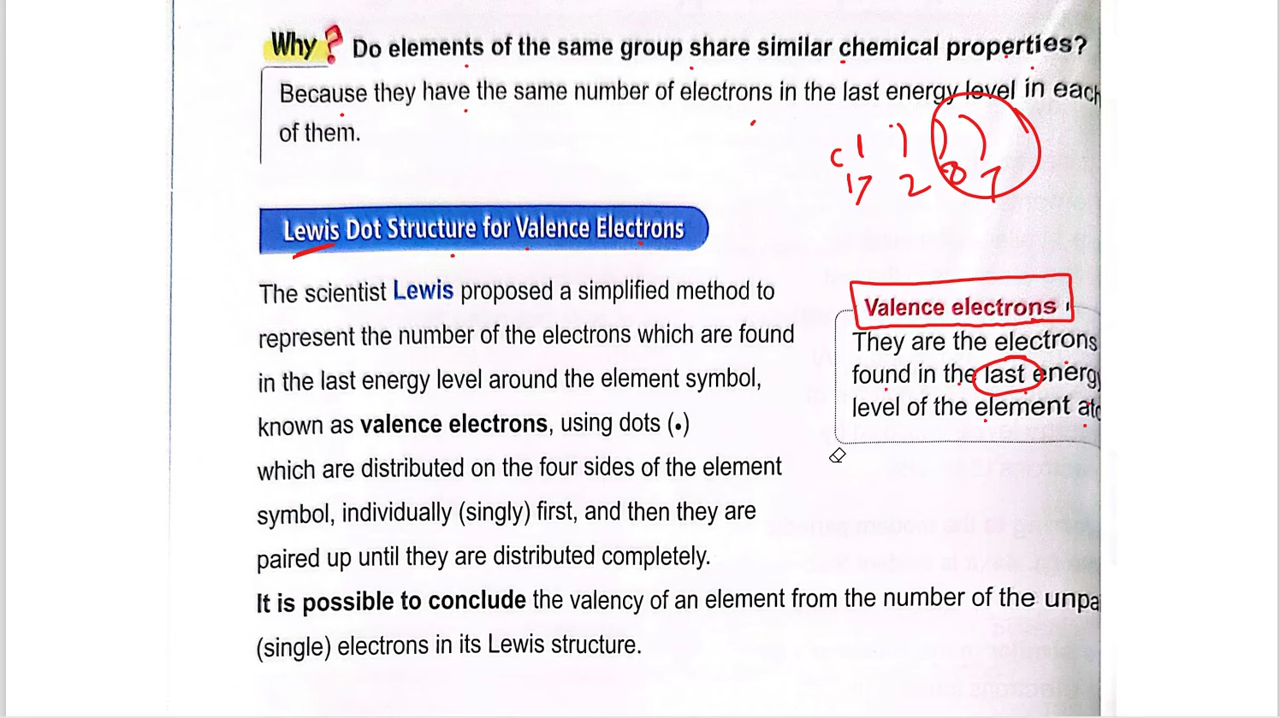 Why? Do elements of the same group share similar chemical properties?
Because they have the same number of electrons in the last energy level in each
of them.
Cl
17 2 8 7
Lewis Dot Structure for Valence Electrons
The scientist Lewis proposed a simplified method to
represent the number of the electrons which are found
in the last energy level around the element symbol,
known as valence electrons, using dots (•)
which are distributed on the four sides of the element
symbol, individually (singly) first, and then they are
paired up until they are distributed completely.
It is possible to conclude the valency of an element from the number of the unpa
(single) electrons in its Lewis structure.
Valence electrons
They are the electrons
found in the last energy
level of the element ato